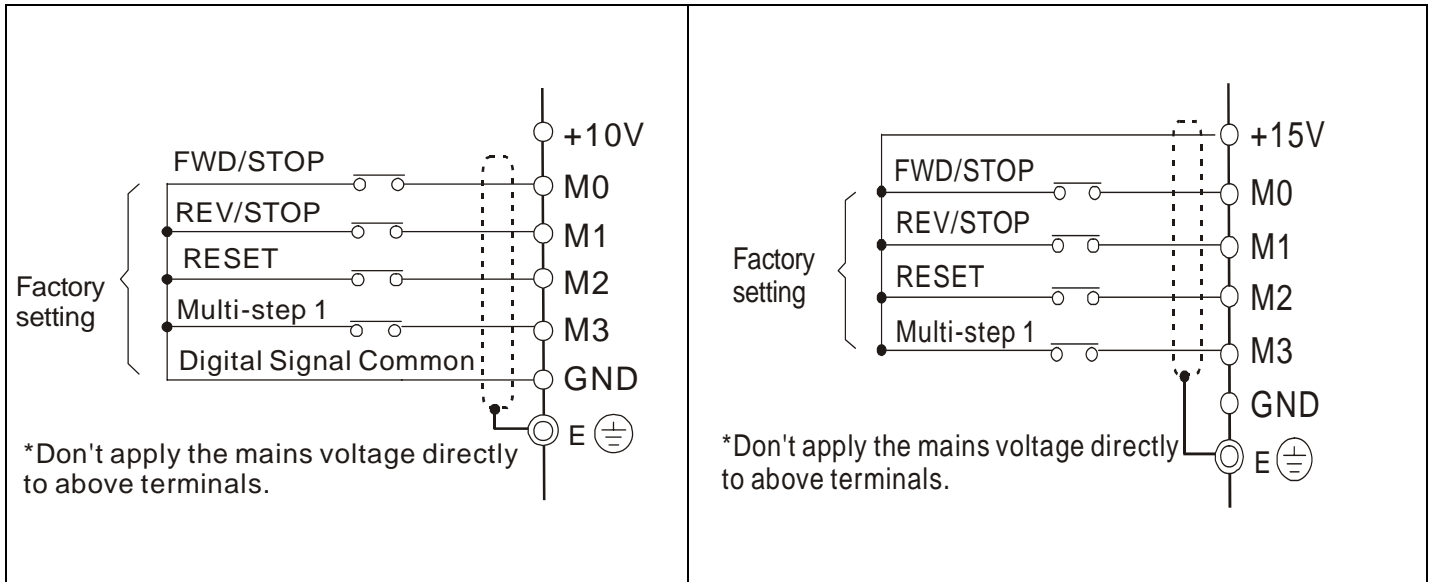 +10V
FWD/STOP
M0
REV/STOP
M1
RESET
M2
Factory
setting
Multi-step 1
M3
Digital Signal Common
GND
E
*Don't apply the mains voltage directly
to above terminals.
+15V
FWD/STOP
M0
REV/STOP
M1
Factory
setting
RESET
M2
Multi-step 1
M3
GND
*Don't apply the mains voltage directly
to above terminals.
E